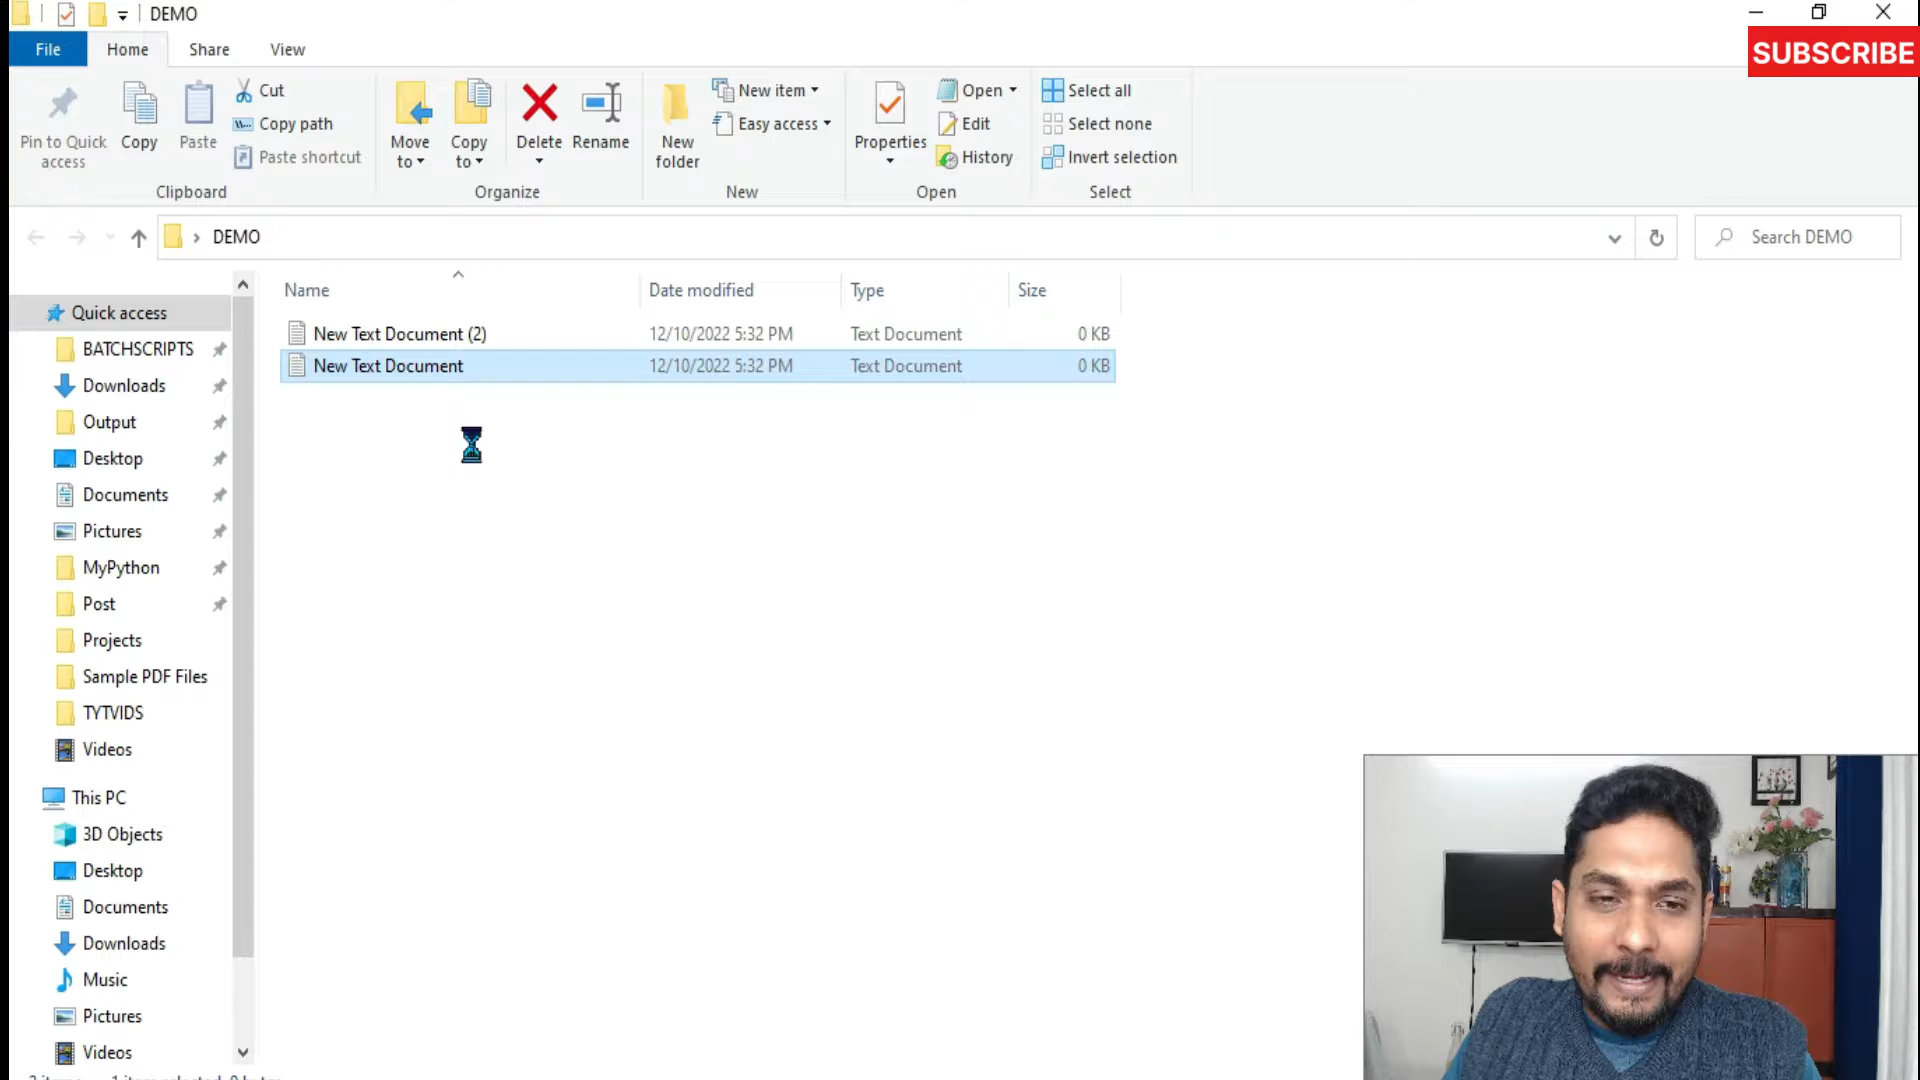 DEMO
SUBSCRIBE
File Home Share View
Pin to Quick access
Copy
Paste
Cut
Copy path
Paste shortcut
Clipboard
Move to
Copy to
Delete
Rename
Organize
New folder
New item
Easy access
New
Properties
Open
Edit
History
Open
Select all
Select none
Invert selection
Select
DEMO
Search DEMO
Name Date modified Type Size
New Text Document (2) 12/10/2022 5:32 PM Text Document 0 KB
New Text Document 12/10/2022 5:32 PM Text Document 0 KB
Quick access
BATCHSCRIPTS
Downloads
Output
Desktop
Documents
Pictures
MyPython
Post
Projects
Sample PDF Files
TYTVIDS
Videos
This PC
3D Objects
Desktop
Documents
Downloads
Music
Pictures
Videos